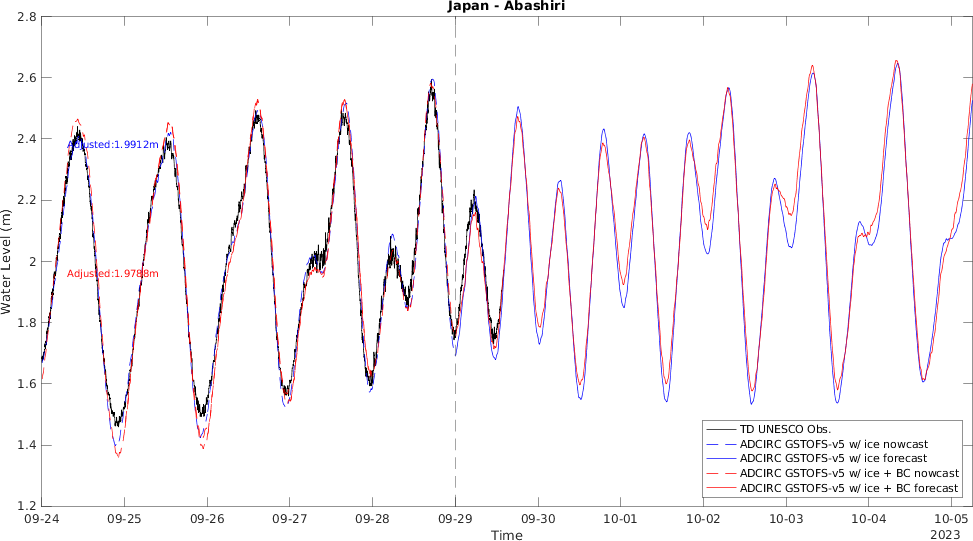 Japan - Abashiri
Water Level (m)
2.8
2.6
2.4
2.2
2
1.8
1.6
1.4
1.2
Adjusted:1.9912m
Adjusted:1.9788m
TD UNESCO Obs.
ADCIRC GSTOFS-v5 w/ ice nowcast
ADCIRC GSTOFS-v5 w/ ice forecast
ADCIRC GSTOFS-v5 w/ ice + BC nowcast
ADCIRC GSTOFS-v5 w/ ice + BC forecast
09-24 09-25 09-26 09-27 09-28 09-29 09-30 10-01 10-02 10-03 10-04 10-05
2023
Time